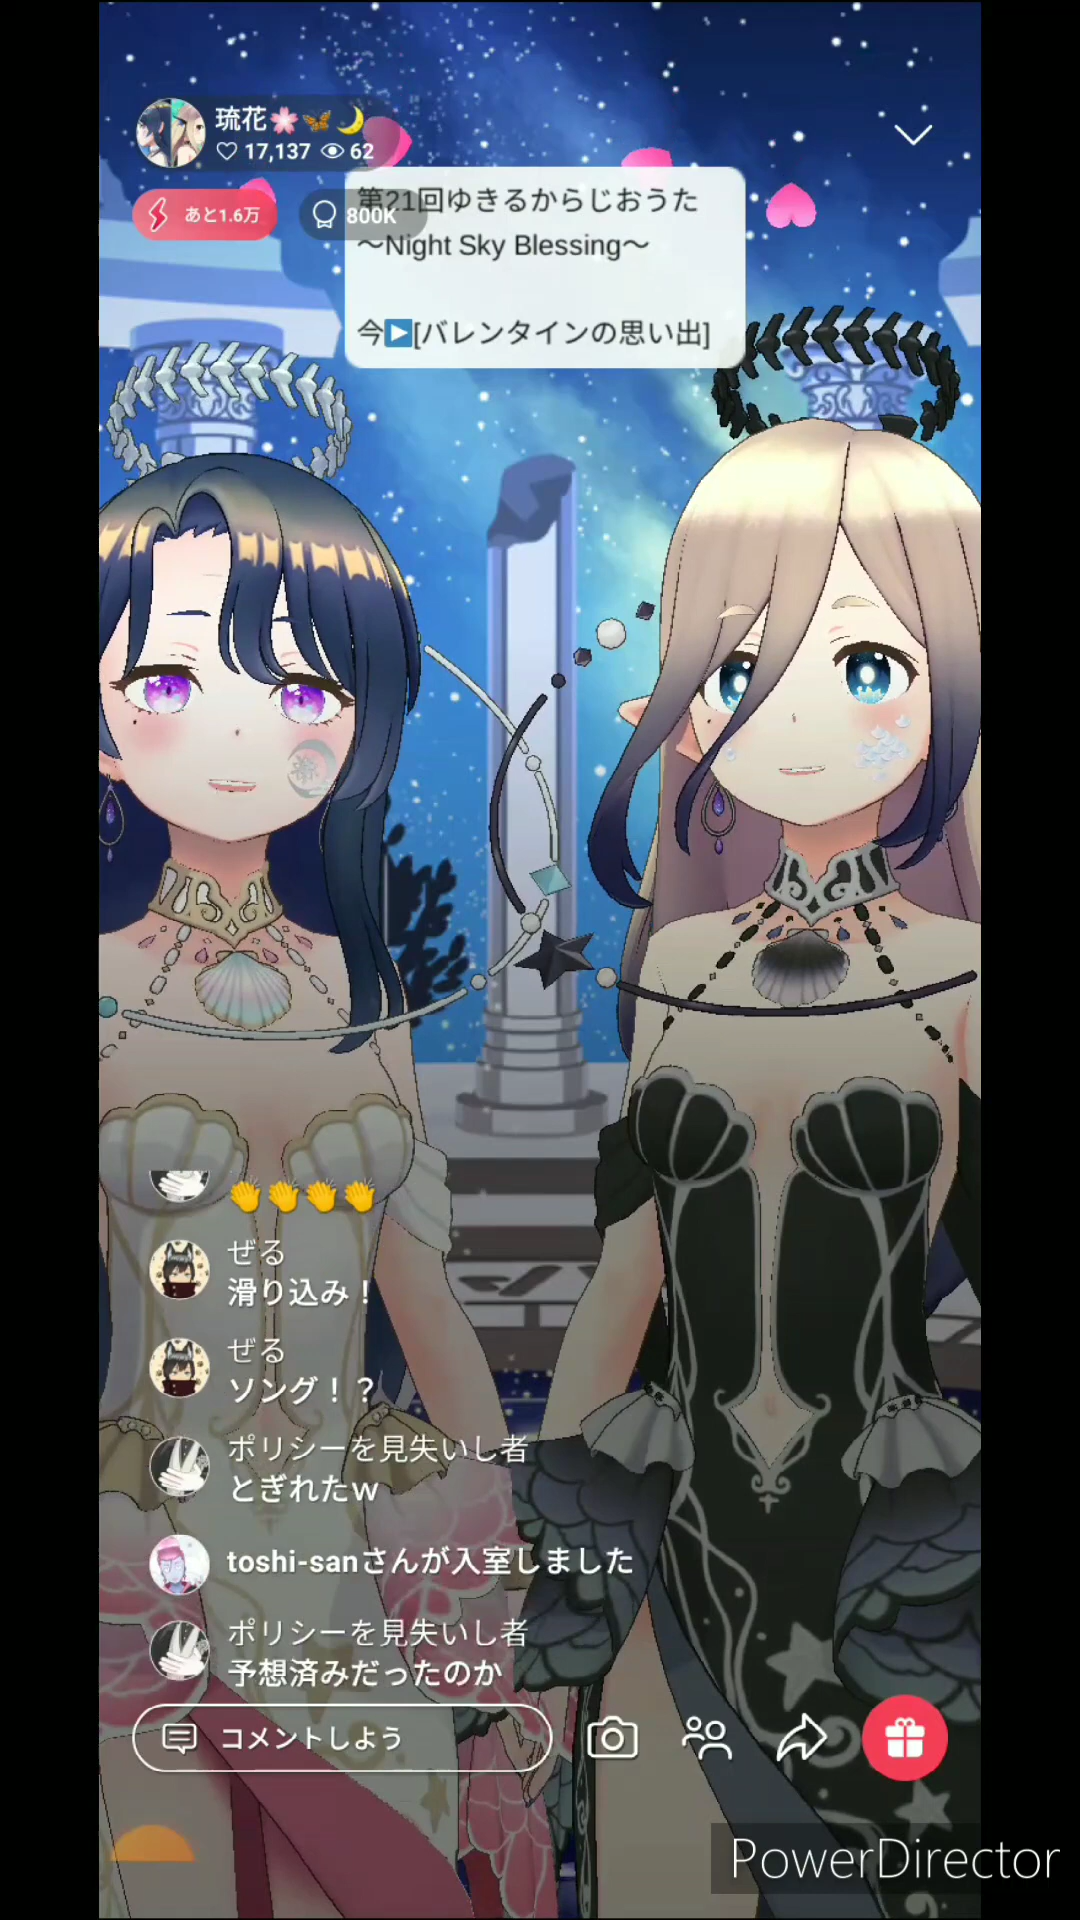 琉花🌸🦋🌙
17,137 62
あと1.6万
800K
第21回ゆきるからじおうた
～Night Sky Blessing～
今▶[バレンタインの思い出]
👏👏👏👏
ぜる
滑り込み！
ぜる
ソング！？
ポリシーを見失いし者
とぎれたw
toshi-sanさんが入室しました
ポリシーを見失いし者
予想済みだったのか
コメントしよう
PowerDirector